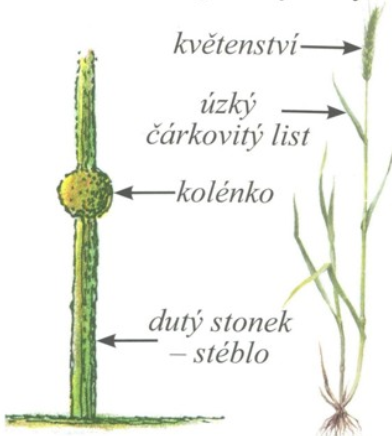 květenství
úzký
čárkovitý list
kolénko
dutý stonek
– stéblo